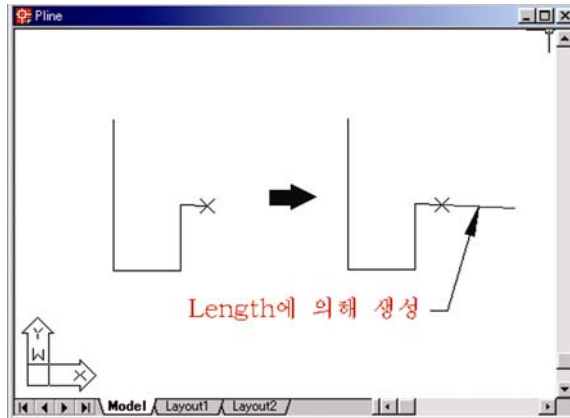 Pline
Length에 의해 생성
Y
W
X
Model Layout1 Layout2